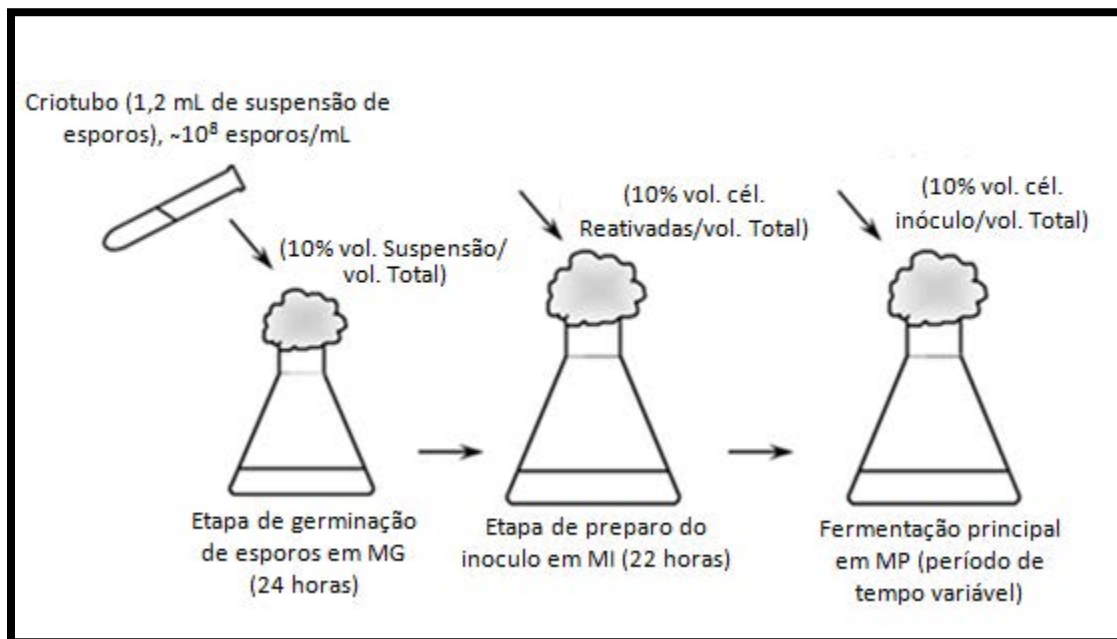 Criotubo (1,2 mL de suspensão de
esporos), ~10⁸ esporos/mL
(10% vol. Suspensão/
vol. Total)
(10% vol. cél.
Reativadas/vol. Total)
(10% vol. cél.
inóculo/vol. Total)
Etapa de germinação
de esporos em MG
(24 horas)
Etapa de preparo do
inoculo em MI (22 horas)
Fermentação principal
em MP (período de
tempo variável)